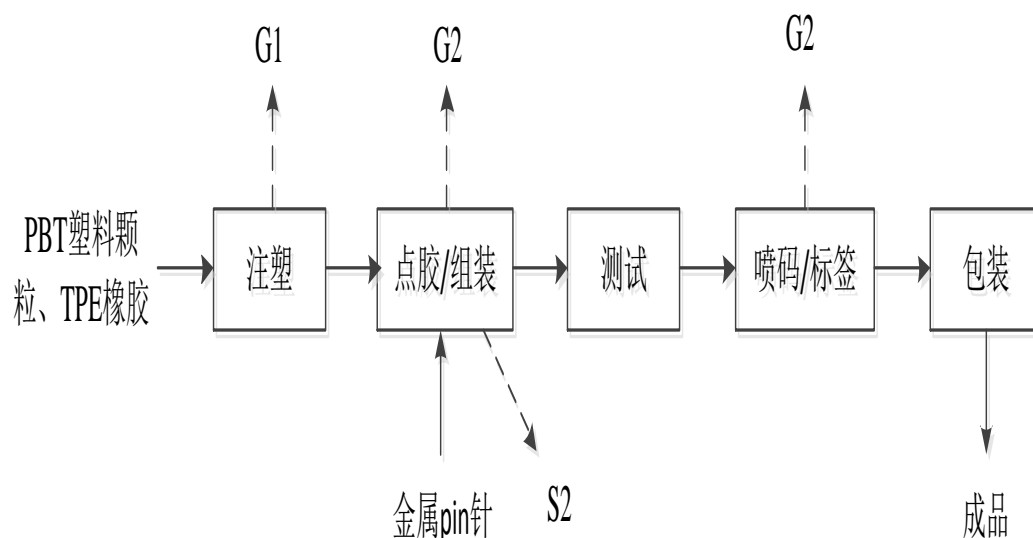 G1
G2
G2
PBT塑料颗
粒、TPE橡胶
注塑
点胶/组装
测试
喷码/标签
包装
金属pin针
S2
成品